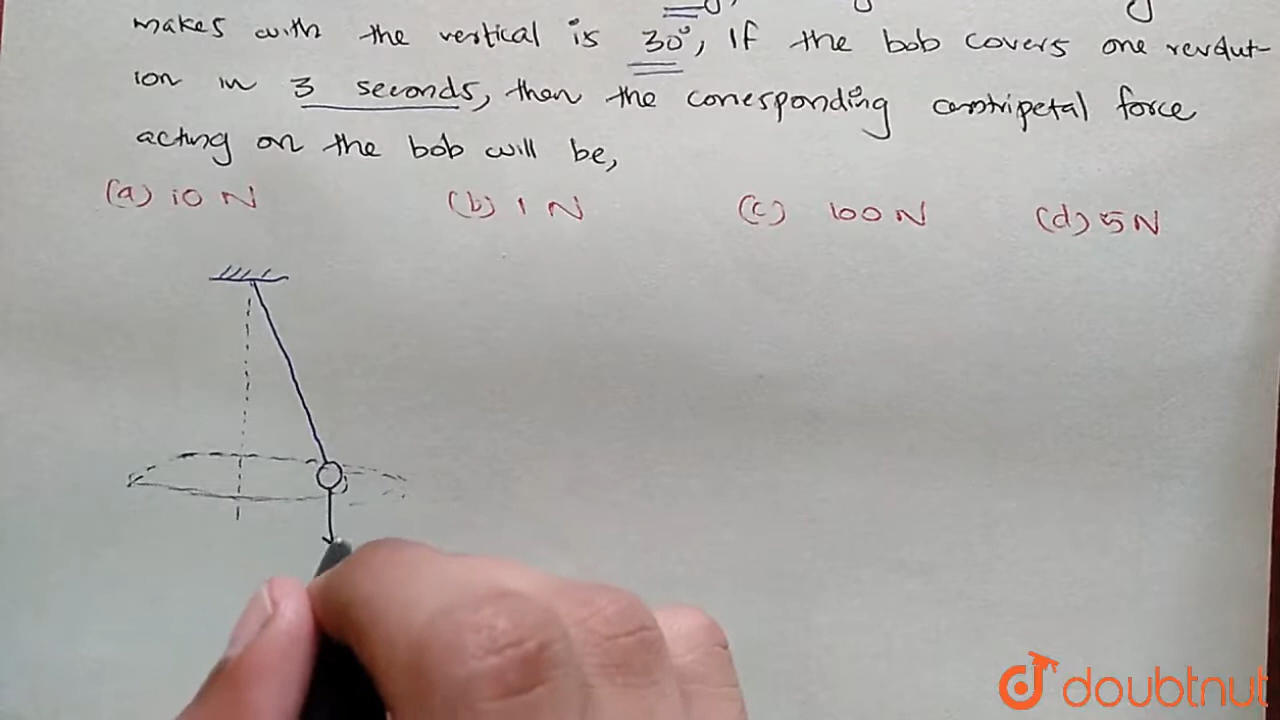 makes with the vertical is 30°, If the bob covers one revolut-
ion in 3 seconds, then the corresponding centripetal force
acting on the bob will be,
(a) 10 N (b) 1 N (c) 100 N (d) 5 N
doubtnut